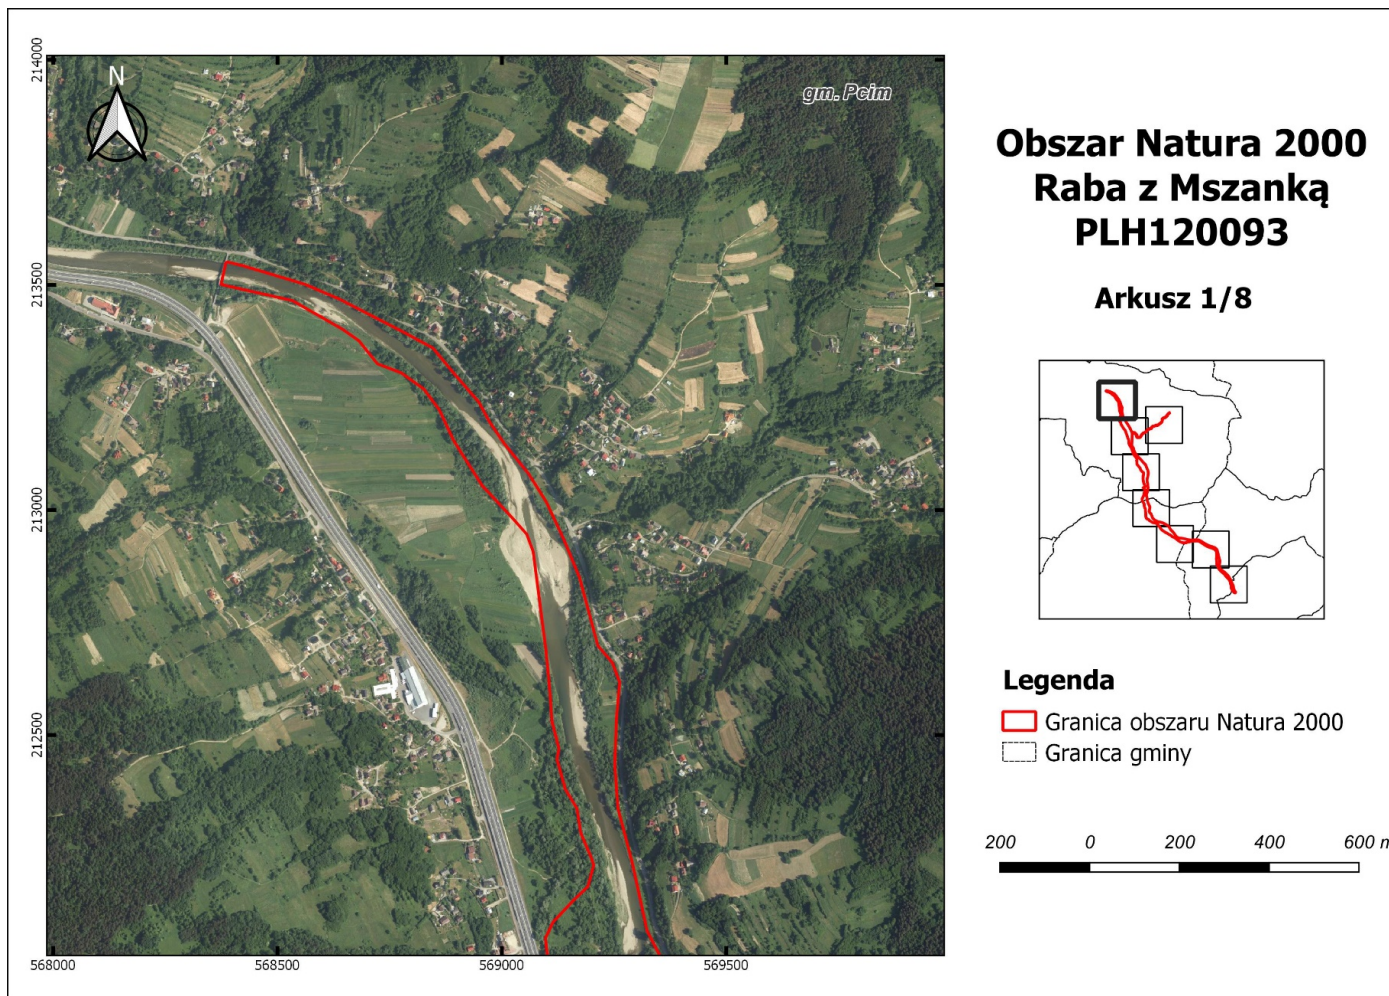 N
gm. Pcim
214000
213500
213000
212500
568000
568500
569000
569500
Obszar Natura 2000
Raba z Mszanką
PLH120093
Arkusz 1/8
Legenda
Granica obszaru Natura 2000
Granica gminy
200 0 200 400 600 m